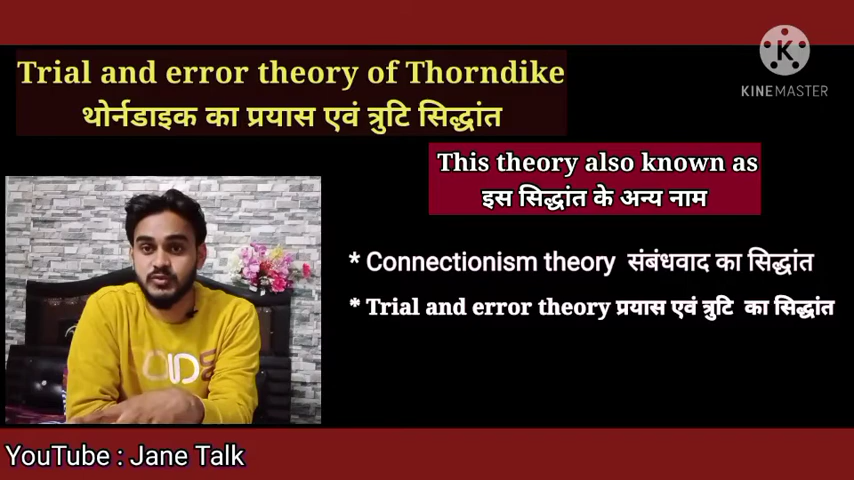 Trial and error theory of Thorndike
थोर्नडाइक का प्रयास एवं त्रुटि सिद्धांत
KINEMASTER
This theory also known as
इस सिद्धांत के अन्य नाम
* Connectionism theory संबंधवाद का सिद्धांत
* Trial and error theory प्रयास एवं त्रुटि का सिद्धांत
YouTube : Jane Talk